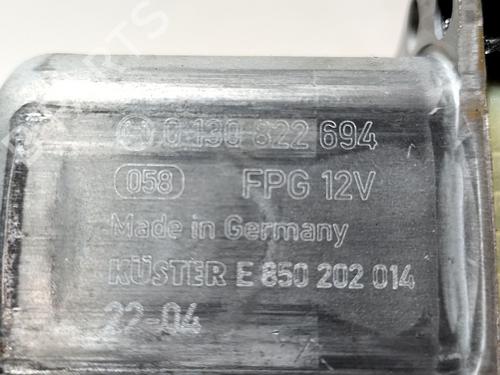 0 130 822 694
058 FPG 12V
Made in Germany
KÜSTER E 850 202 014
22-04